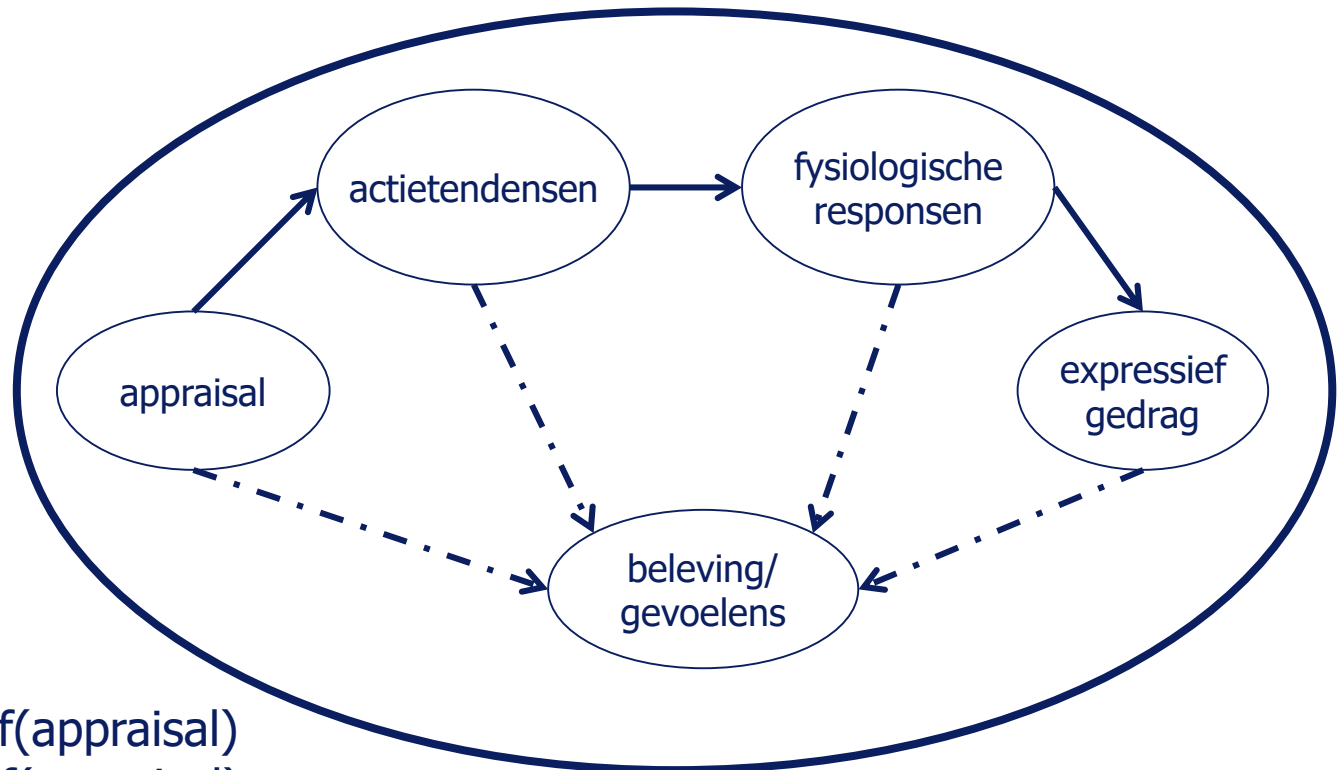 actietendensen
fysiologische
responsen
appraisal
expressief
gedrag
beleving/
gevoelens
f(appraisal)